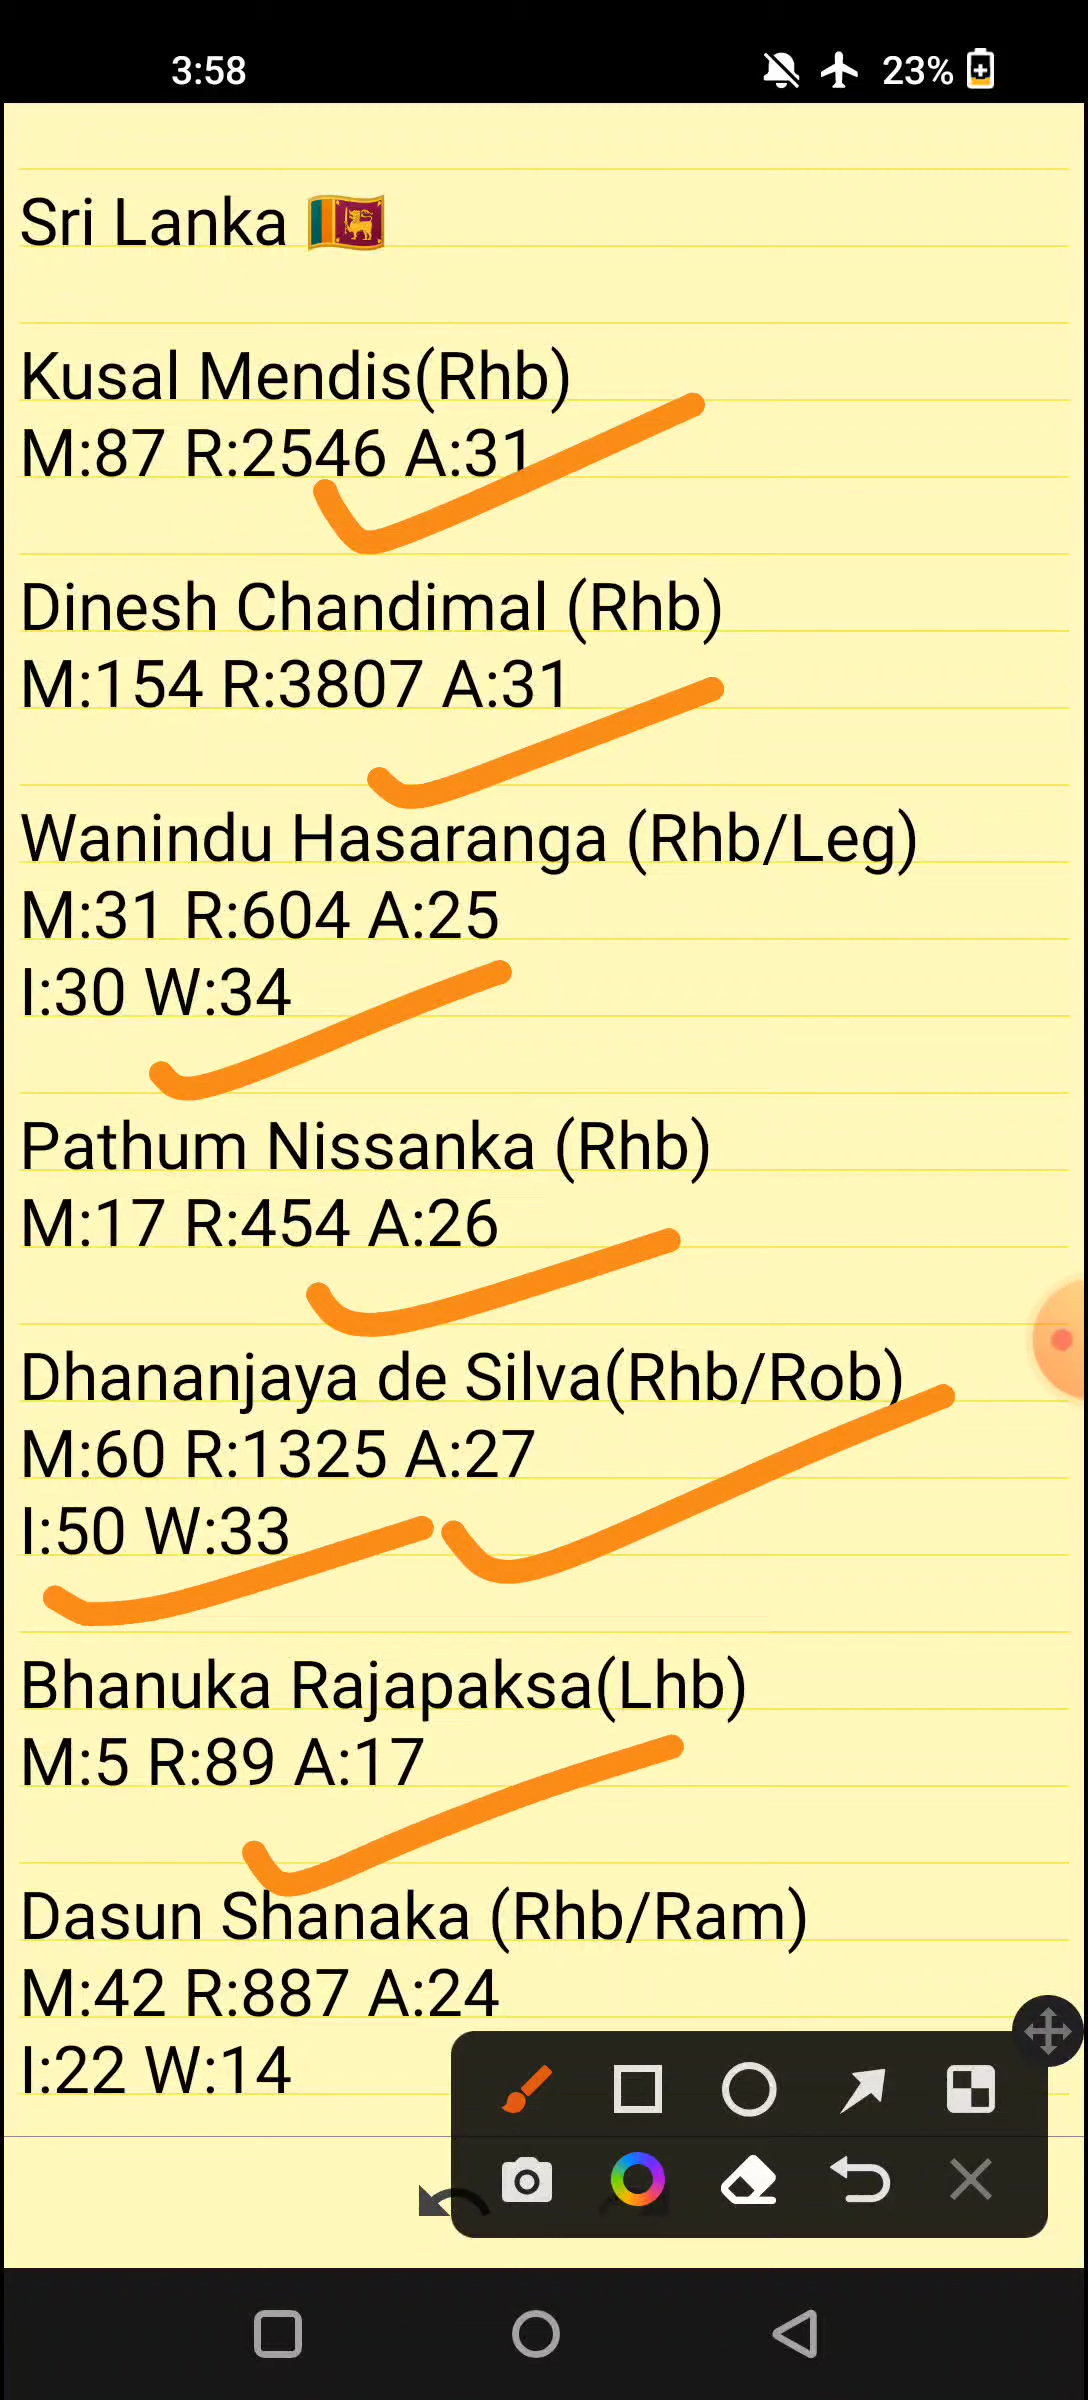 3:58 23%
Sri Lanka 🇱🇰
Kusal Mendis(Rhb)
M:87 R:2546 A:31
Dinesh Chandimal (Rhb)
M:154 R:3807 A:31
Wanindu Hasaranga (Rhb/Leg)
M:31 R:604 A:25
I:30 W:34
Pathum Nissanka (Rhb)
M:17 R:454 A:26
Dhananjaya de Silva(Rhb/Rob)
M:60 R:1325 A:27
I:50 W:33
Bhanuka Rajapaksa(Lhb)
M:5 R:89 A:17
Dasun Shanaka (Rhb/Ram)
M:42 R:887 A:24
I:22 W:14